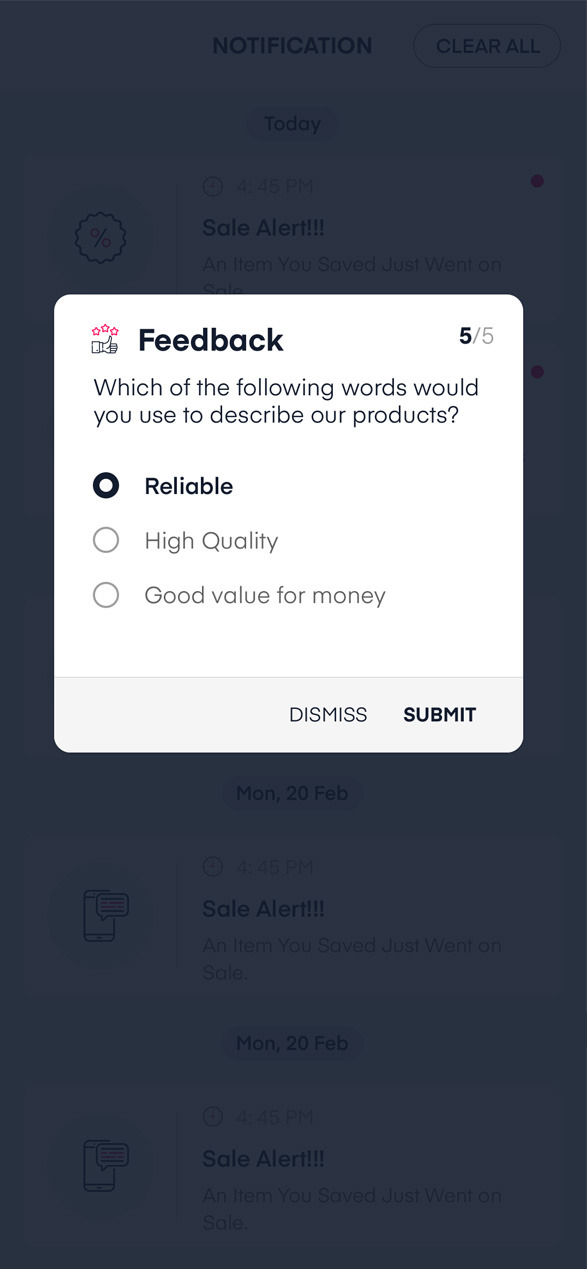 NOTIFICATION
CLEAR ALL
Today
4: 45 PM
Sale Alert!!!
An Item You Saved Just Went on
Sale.
Feedback
5/5
Which of the following words would
you use to describe our products?
Reliable
High Quality
Good value for money
DISMISS
SUBMIT
Mon, 20 Feb
4: 45 PM
Sale Alert!!!
An Item You Saved Just Went on
Sale.
Mon, 20 Feb
4: 45 PM
Sale Alert!!!
An Item You Saved Just Went on
Sale.